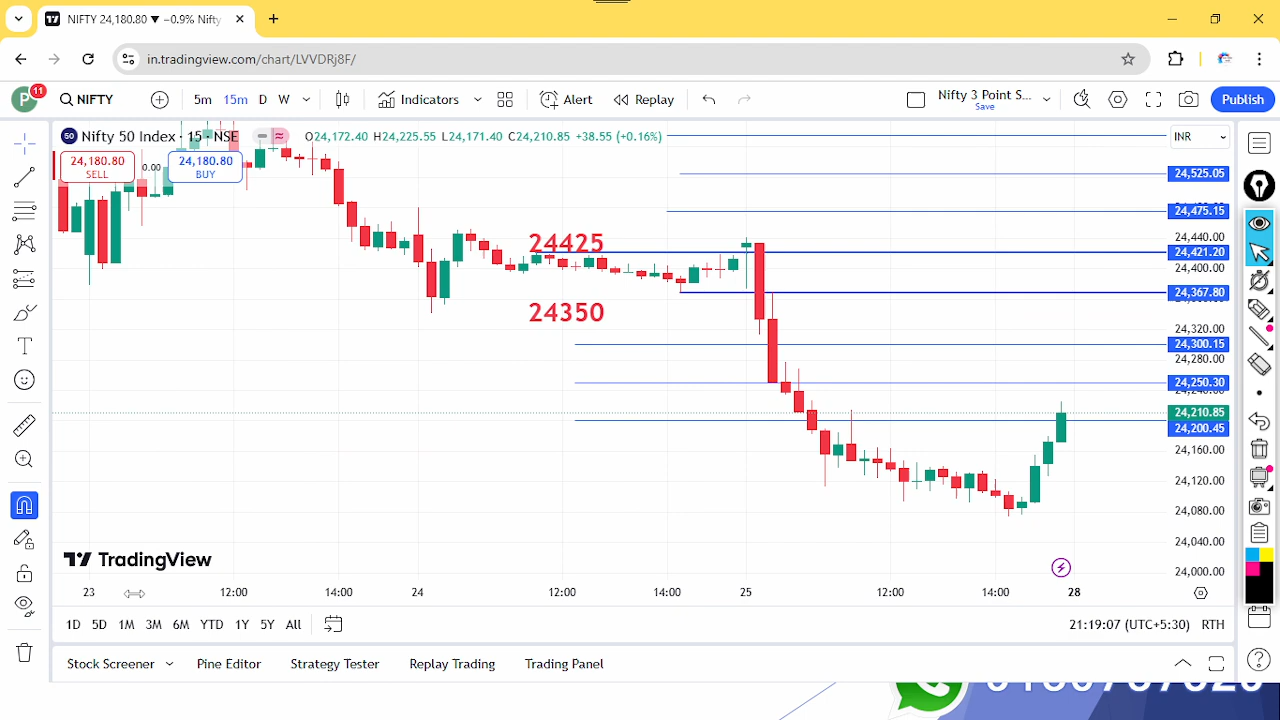 NIFTY 24,180.80 ▼ −0.9% Nifty
in.tradingview.com/chart/LVVDRj8F/
P 11 NIFTY 5m 15m D W Indicators Alert Replay Nifty 3 Point S... Save Publish
50 Nifty 50 Index · 15 · NSE O24,172.40 H24,225.55 L24,171.40 C24,210.85 +38.55 (+0.16%) INR
24,180.80 SELL 0.00 24,180.80 BUY
24,525.05
24,475.15
24425
24,440.00
24,421.20
24,400.00
24,367.80
24350
24,320.00
24,300.15
24,280.00
24,250.30
24,210.85
24,200.45
24,160.00
24,120.00
24,080.00
24,040.00
TradingView
24,000.00
23 12:00 14:00 24 12:00 14:00 25 12:00 14:00 28
1D 5D 1M 3M 6M YTD 1Y 5Y All 21:19:07 (UTC+5:30) RTH
Stock Screener Pine Editor Strategy Tester Replay Trading Trading Panel